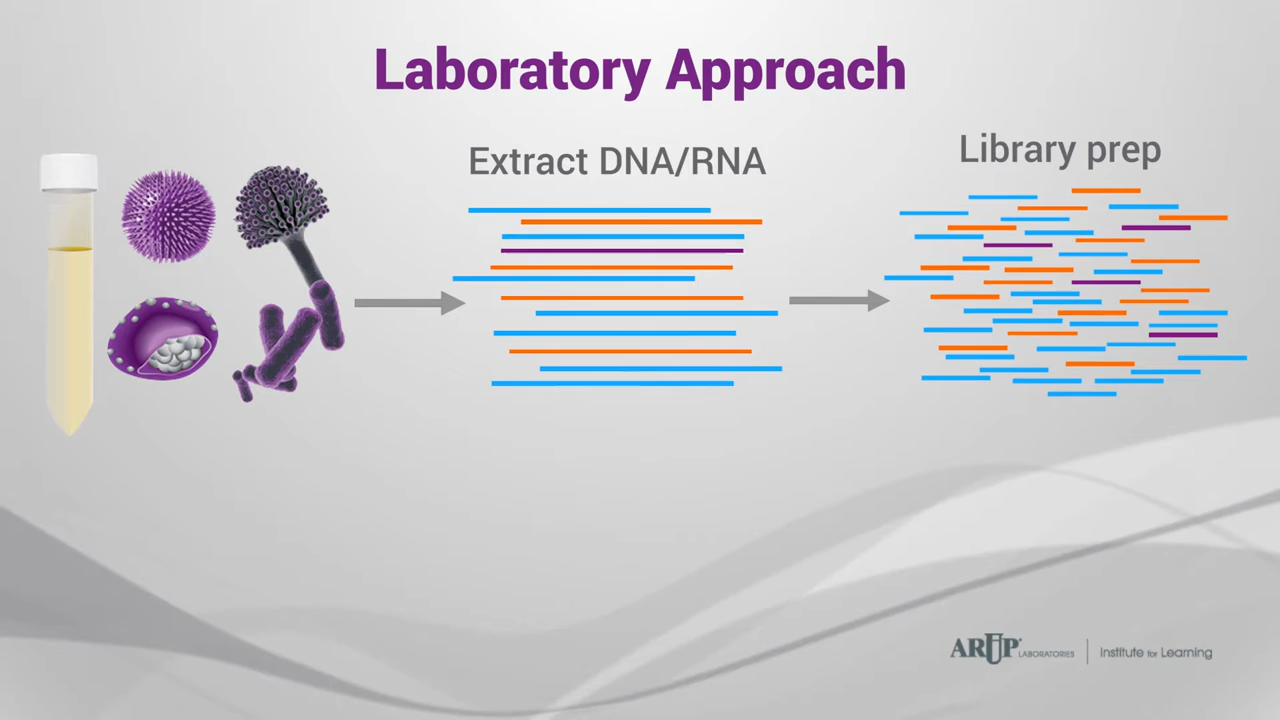 Laboratory Approach
Extract DNA/RNA
Library prep
ARUP® LABORATORIES | Institute for Learning